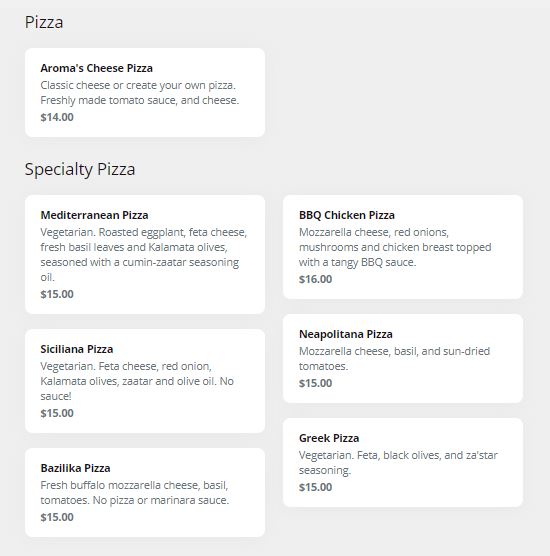 Pizza
Aroma's Cheese Pizza
Classic cheese or create your own pizza.
Freshly made tomato sauce, and cheese.
$14.00
Specialty Pizza
Mediterranean Pizza
Vegetarian. Roasted eggplant, feta cheese,
fresh basil leaves and Kalamata olives,
seasoned with a cumin-zaatar seasoning
oil.
$15.00
Siciliana Pizza
Vegetarian. Feta cheese, red onion,
Kalamata olives, zaatar and olive oil. No
sauce!
$15.00
Bazilika Pizza
Fresh buffalo mozzarella cheese, basil,
tomatoes. No pizza or marinara sauce.
$15.00
BBQ Chicken Pizza
Mozzarella cheese, red onions,
mushrooms and chicken breast topped
with a tangy BBQ sauce.
$16.00
Neapolitana Pizza
Mozzarella cheese, basil, and sun-dried
tomatoes.
$15.00
Greek Pizza
Vegetarian. Feta, black olives, and za'star
seasoning.
$15.00